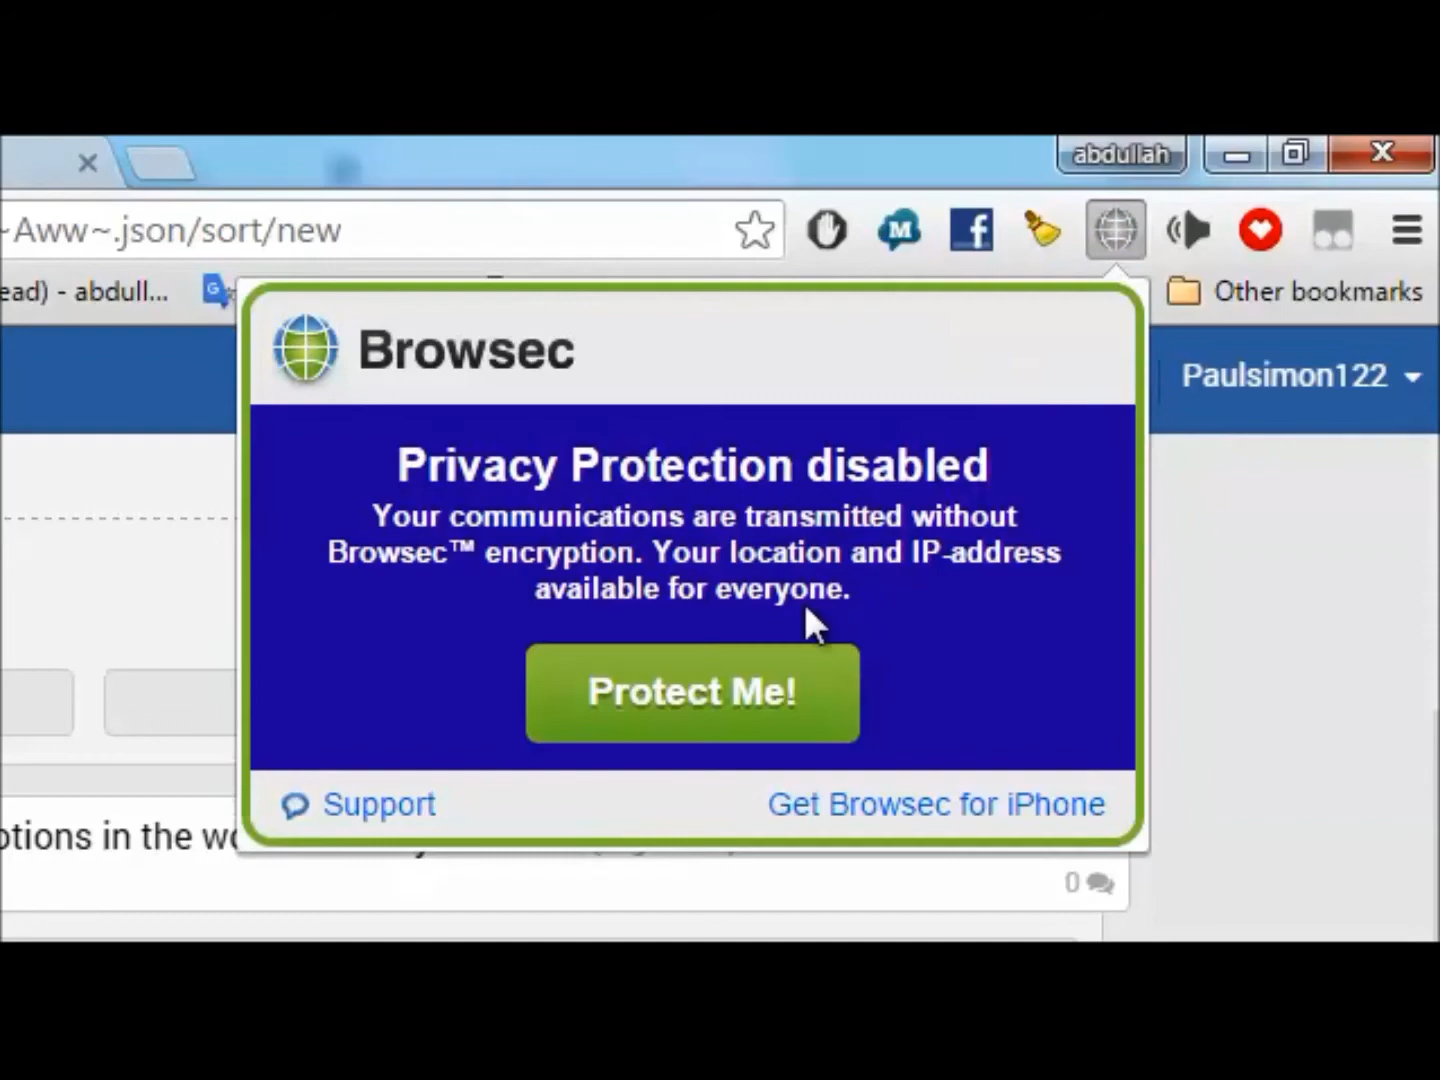 abdullah
~Aww~.json/sort/new
M
f
ead) - abdull...
G
Other bookmarks
Browsec
Paulsimon122
Privacy Protection disabled
Your communications are transmitted without
Browsec™ encryption. Your location and IP-address
available for everyone.
Protect Me!
Support
Get Browsec for iPhone
otions in the wo
0